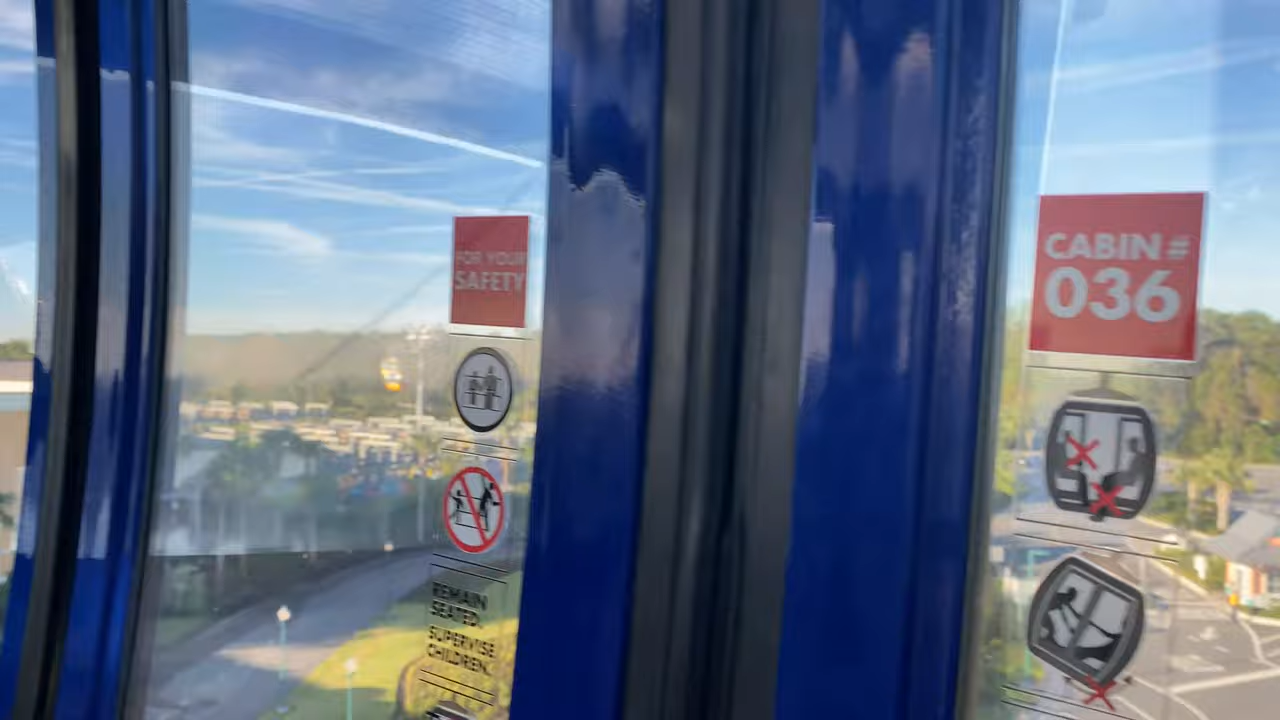 FOR YOUR
SAFETY
REMAIN
SEATED.
SUPERVISE
CHILDREN.
CABIN #
036